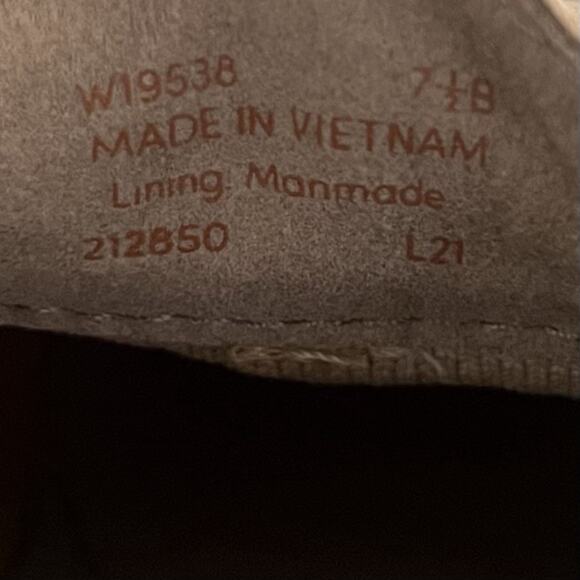 W19538 7½B
MADE IN VIETNAM
Lining: Manmade
212850 L21